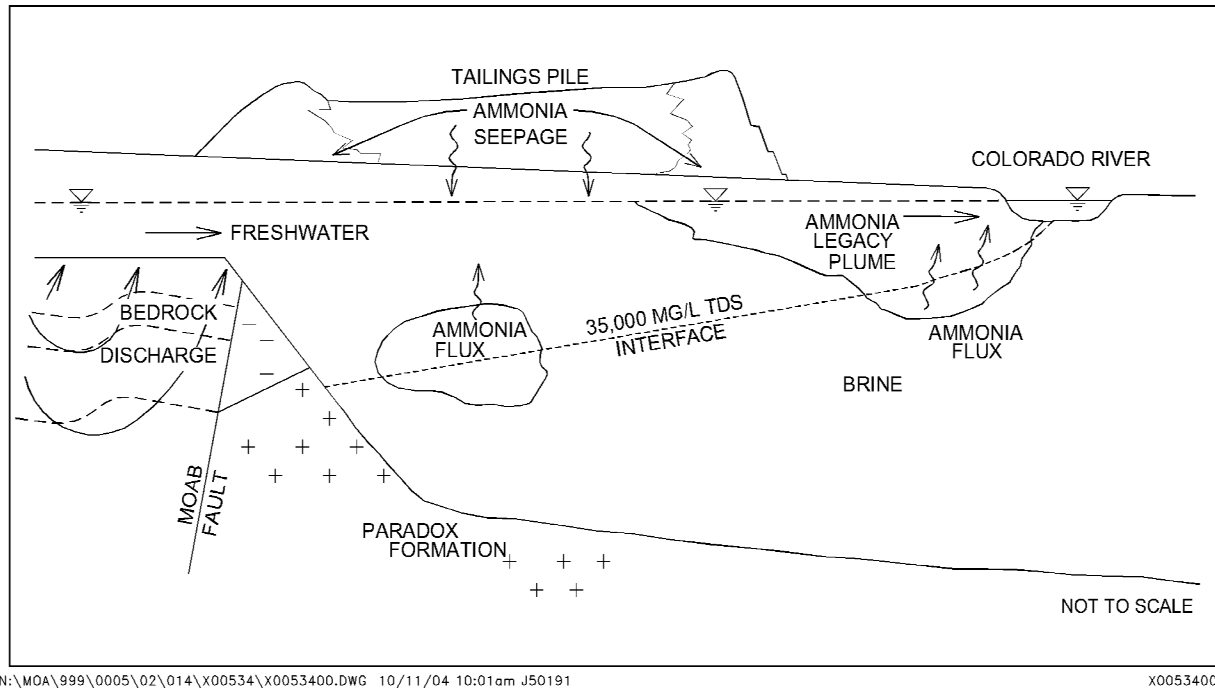 TAILINGS PILE
AMMONIA
SEEPAGE
COLORADO RIVER
FRESHWATER
AMMONIA
LEGACY
PLUME
BEDROCK
DISCHARGE
AMMONIA
FLUX
35,000 MG/L TDS
INTERFACE
AMMONIA
FLUX
BRINE
MOAB
FAULT
PARADOX
FORMATION
NOT TO SCALE
N:\MOA\999\0005\02\014\X00534\X0053400.DWG 10/11/04 10:01am J50191
X0053400